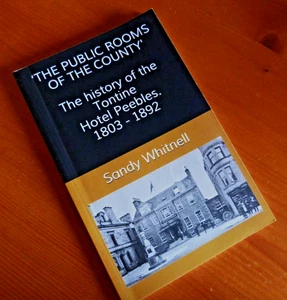 'THE PUBLIC ROOMS
OF THE COUNTY'
The history of the
Tontine
Hotel Peebles.
1803 - 1892
Sandy Whitnell